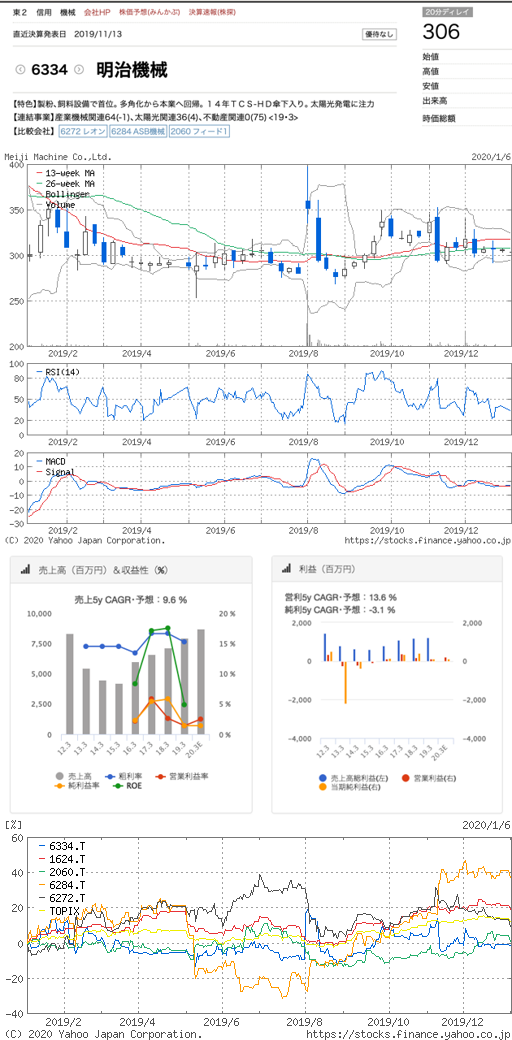 東2 信用 機械 会社HP 株価予想(みんかぶ) 決算速報(株探)
20分ディレイ
306
直近決算発表日 2019/11/13
優待なし
始値
高値
安値
出来高
時価総額
6334 明治機械
【特色】製粉、飼料設備で首位。多角化から本業へ回帰。14年TCS-HD傘下入り。太陽光発電に注力
【連結事業】産業機械関連64(-1)、太陽光関連36(4)、不動産関連0(75) <19・3>
【比較会社】 6272 レオン 6284 ASB機械 2060 フィード1
Meiji Machine Co.,Ltd. 2020/1/6
400
350
300
250
200
13-week MA
26-week MA
Bollinger
Volume
2019/2 2019/4 2019/6 2019/8 2019/10 2019/12
RSI(14)
100
80
60
40
20
0
2019/2 2019/4 2019/6 2019/8 2019/10 2019/12
MACD
Signal
20
10
0
-10
-20
-30
2019/2 2019/4 2019/6 2019/8 2019/10 2019/12
(C) 2020 Yahoo Japan Corporation. https://stocks.finance.yahoo.co.jp/
売上高（百万円）＆収益性（%）
売上5y CAGR・予想： 9.6 %
10,000
7,500
5,000
2,500
0
20 %
15 %
10 %
5 %
0 %
12.3 13.3 14.3 15.3 16.3 17.3 18.3 19.3 20.3E
売上高 粗利率 営業利益率
純利益率 ROE
利益（百万円）
営利5y CAGR・予想： 13.6 %
純利5y CAGR・予想： -3.1 %
2,000
0
-2,000
-4,000
2,000
0
-2,000
-4,000
12.3 13.3 14.3 15.3 16.3 17.3 18.3 19.3 20.3E
売上高総利益(左) 営業利益(右)
当期純利益(右)
[%] 2020/1/6
60
40
20
0
-20
-40
6334.T
1624.T
2060.T
6284.T
6272.T
TOPIX
2019/2 2019/4 2019/6 2019/8 2019/10 2019/12
(C) 2020 Yahoo Japan Corporation. https://stocks.finance.yahoo.co.jp/